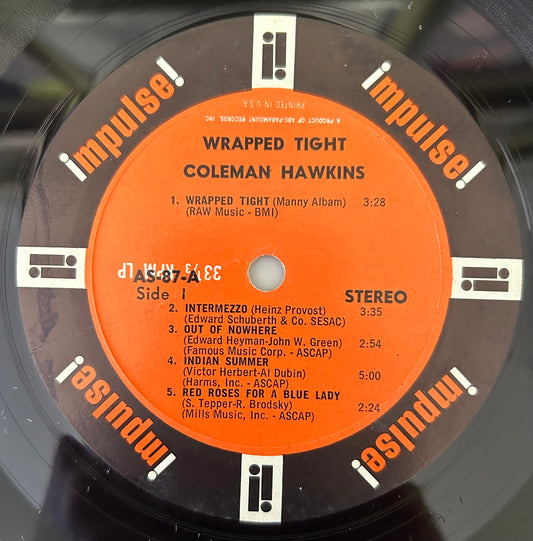 impulse!
impulse!
A PRODUCT OF ABC-PARAMOUNT RECORDS, INC.
PRINTED IN U.S.A.
WRAPPED TIGHT
COLEMAN HAWKINS
1. WRAPPED TIGHT (Manny Albam) 3:28
(RAW Music - BMI)
33 1/3 RPM LP
AS-87-A
Side I
STEREO
2. INTERMEZZO (Heinz Provost) 3:35
(Edward Schuberth & Co. SESAC)
3. OUT OF NOWHERE
(Edward Heyman-John W. Green) 2:54
(Famous Music Corp. - ASCAP)
4. INDIAN SUMMER
(Victor Herbert-Al Dubin) 5:00
(Harms, Inc. - ASCAP)
5. RED ROSES FOR A BLUE LADY
(S. Tepper-R. Brodsky) 2:24
(Mills Music, Inc. - ASCAP)
impulse!
impulse!